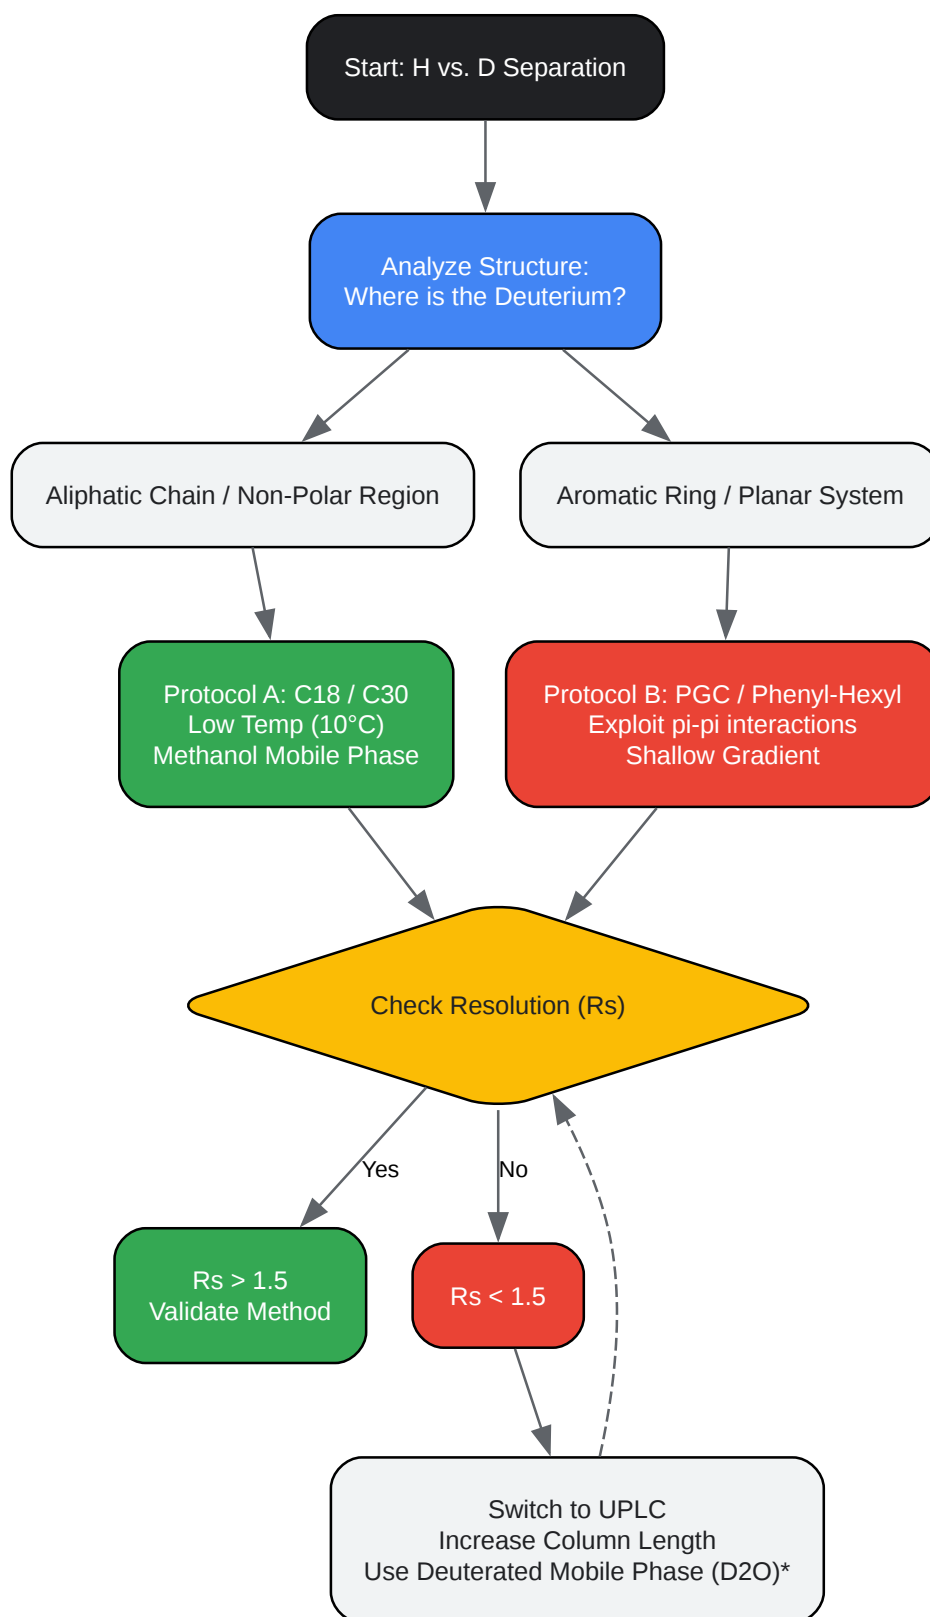 Start: H vs. D Separation
Analyze Structure:
Where is the Deuterium?
Aliphatic Chain / Non-Polar Region
Aromatic Ring / Planar System
Protocol A: C18 / C30
Low Temp (10°C)
Methanol Mobile Phase
Protocol B: PGC / Phenyl-Hexyl
Exploit pi-pi interactions
Shallow Gradient
Check Resolution (Rs)
Yes
No
Rs > 1.5
Validate Method
Rs < 1.5
Switch to UPLC
Increase Column Length
Use Deuterated Mobile Phase (D2O)*